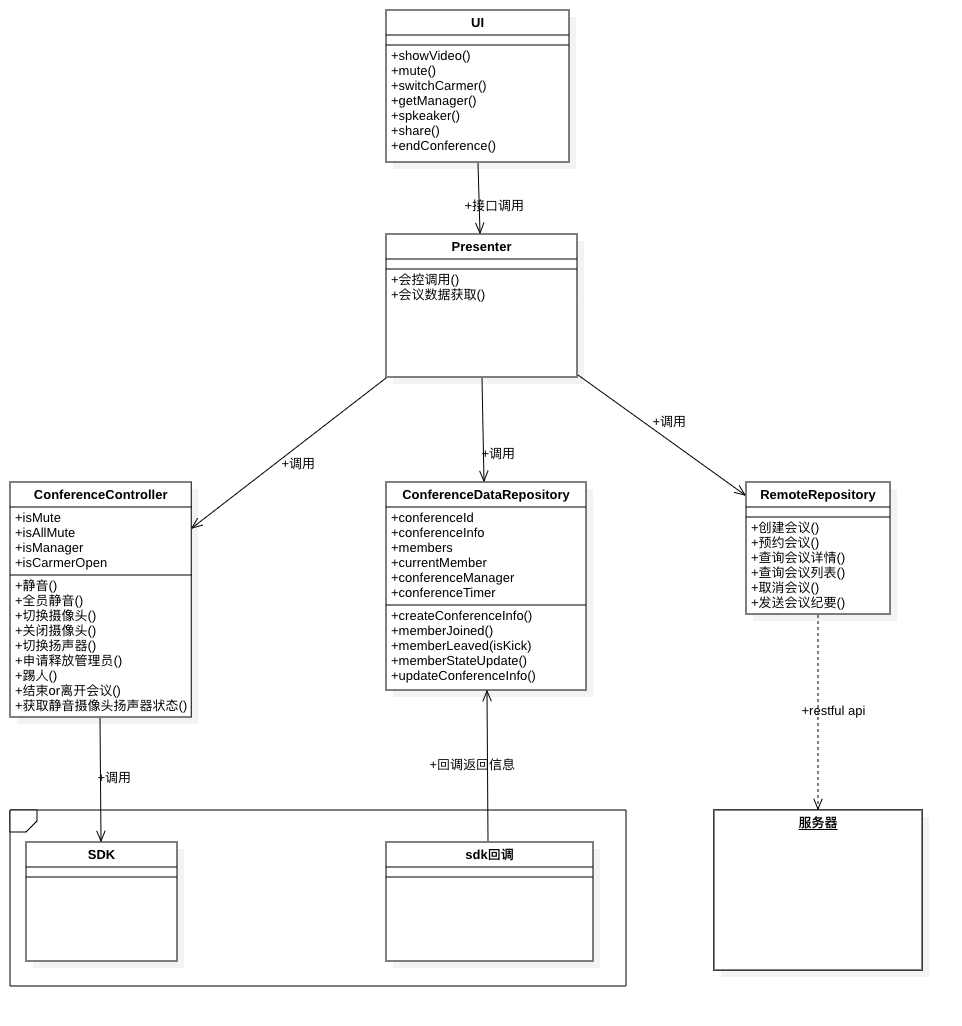 UI
+showVideo()
+mute()
+switchCarmer()
+getManager()
+spkeaker()
+share()
+endConference()
+接口调用
Presenter
+会控调用()
+会议数据获取()
+调用
+调用
+调用
ConferenceController
+isMute
+isAllMute
+isManager
+isCarmerOpen
+静音()
+全员静音()
+切换摄像头()
+关闭摄像头()
+切换扬声器()
+申请释放管理员()
+踢人()
+结束or离开会议()
+获取静音摄像头扬声器状态()
ConferenceDataRepository
+conferenceId
+conferenceInfo
+members
+currentMember
+conferenceManager
+conferenceTimer
+createConferenceInfo()
+memberJoined()
+memberLeaved(isKick)
+memberStateUpdate()
+updateConferenceInfo()
RemoteRepository
+创建会议()
+预约会议()
+查询会议详情()
+查询会议列表()
+取消会议()
+发送会议纪要()
+调用
+回调返回信息
+restful api
SDK
sdk回调
服务器